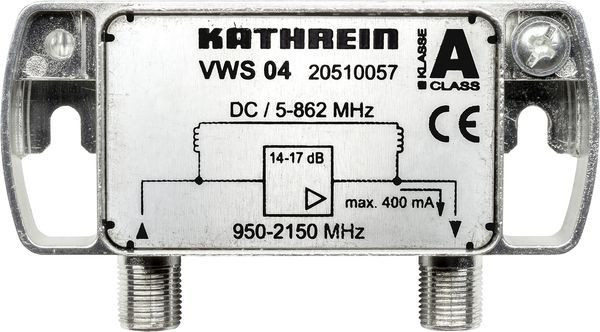 KATHREIN
VWS 04 20510057
KLASSE
A
CLASS
DC / 5-862 MHz
CE
14-17 dB
max. 400 mA
950-2150 MHz